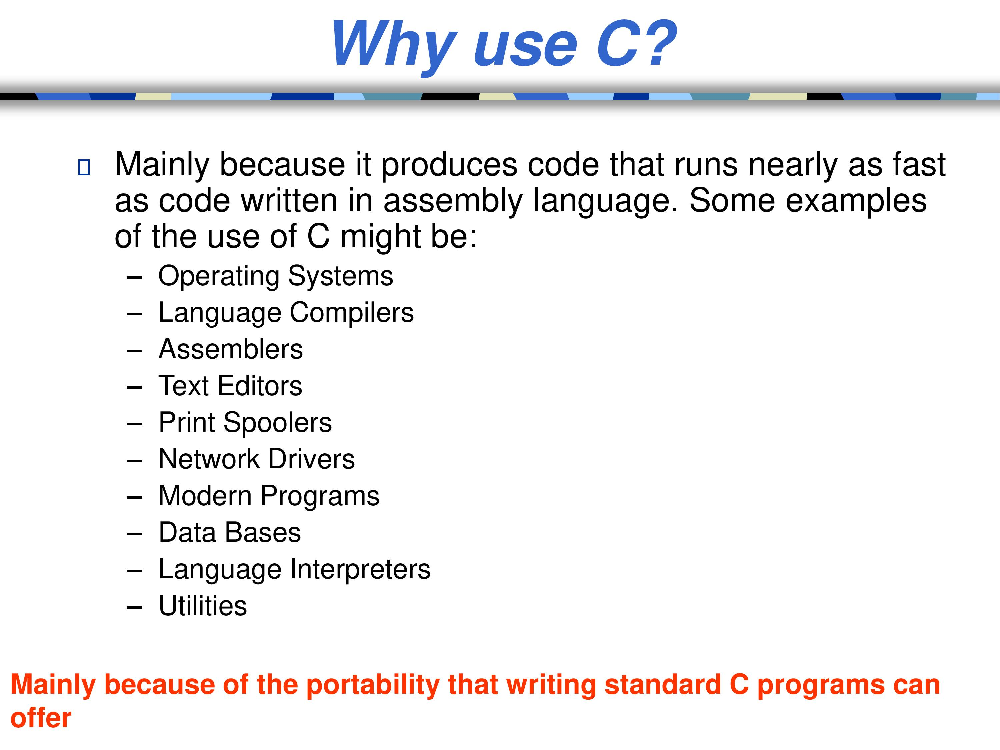 Why use C?
Mainly because it produces code that runs nearly as fast
as code written in assembly language. Some examples
of the use of C might be:
– Operating Systems
– Language Compilers
– Assemblers
– Text Editors
– Print Spoolers
– Network Drivers
– Modern Programs
– Data Bases
– Language Interpreters
– Utilities
Mainly because of the portability that writing standard C programs can
offer